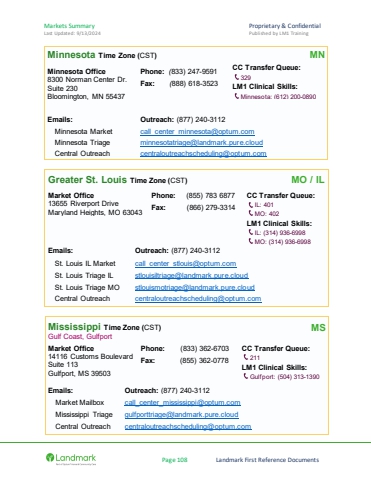 Markets Summary
Proprietary & Confidential
Last Updated: 9/13/2024
Published by LM1 Training
Minnesota Time Zone (CST)
MN
Minnesota Office
8300 Norman Center Dr.
Suite 230
Bloomington, MN 55437
Phone: (833) 247-9591
Fax: (888) 618-3523
CC Transfer Queue:
329
LM1 Clinical Skills:
Minnesota: (612) 200-0890
Emails:
Outreach: (877) 240-3112
Minnesota Market call_center_minnesota@optum.com
Minnesota Triage minnesotatriage@landmark.pure.cloud
Central Outreach centraloutreachscheduling@optum.com
Greater St. Louis Time Zone (CST)
MO / IL
Market Office
13655 Riverport Drive
Maryland Heights, MO 63043
Phone: (855) 783 6877
Fax: (866) 279-3314
CC Transfer Queue:
IL: 401
MO: 402
LM1 Clinical Skills:
IL: (314) 936-6998
MO: (314) 936-6998
Emails:
Outreach: (877) 240-3112
St. Louis IL Market call_center_stlouis@optum.com
St. Louis Triage IL stlouisiltriage@landmark.pure.cloud
St. Louis Triage MO stlouismotriage@landmark.pure.cloud
Central Outreach centraloutreachscheduling@optum.com
Mississippi Time Zone (CST)
MS
Gulf Coast, Gulfport
Market Office
14116 Customs Boulevard
Suite 113
Gulfport, MS 39503
Phone: (833) 362-6703
Fax: (855) 362-0778
CC Transfer Queue:
211
LM1 Clinical Skills:
Gulfport: (504) 313-1390
Emails:
Outreach: (877) 240-3112
Market Mailbox call_center_mississippi@optum.com
Mississippi Triage gulfporttriage@landmark.pure.cloud
Central Outreach centraloutreachscheduling@optum.com
Landmark
Page 108
Landmark First Reference Documents